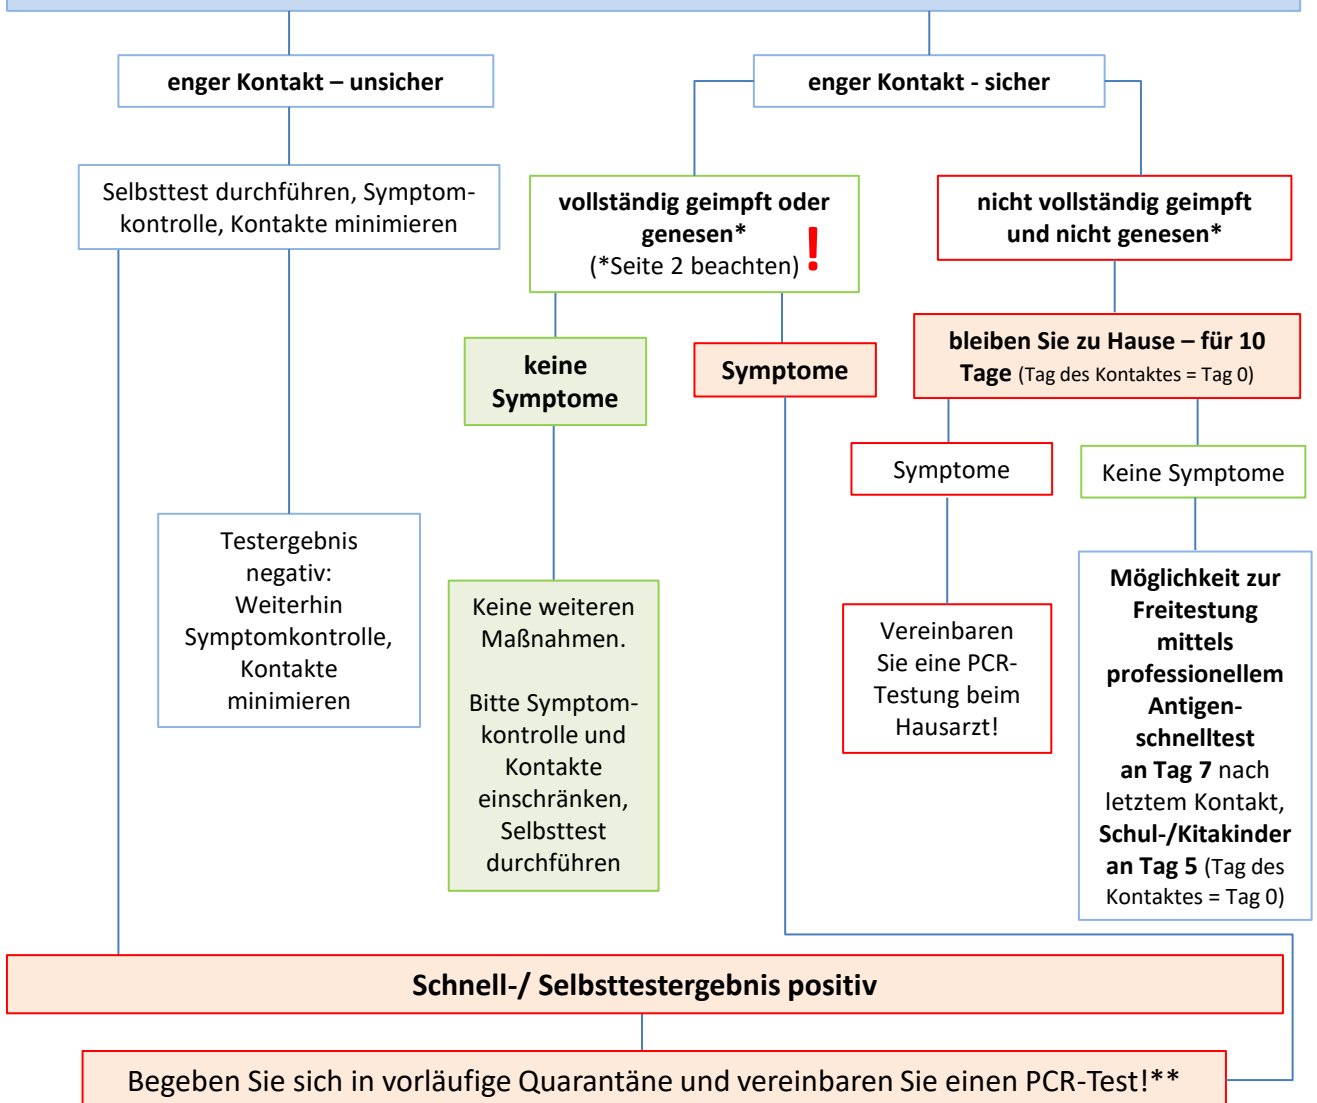 enger Kontakt – unsicher
enger Kontakt - sicher
Selbsttest durchführen, Symptom-
kontrolle, Kontakte minimieren
vollständig geimpft oder
genesen*
(*Seite 2 beachten) !
nicht vollständig geimpft
und nicht genesen*
keine
Symptome
Symptome
bleiben Sie zu Hause – für 10
Tage (Tag des Kontaktes = Tag 0)
Symptome
Keine Symptome
Testergebnis
negativ:
Weiterhin
Symptomkontrolle,
Kontakte
minimieren
Keine weiteren
Maßnahmen.
Bitte Symptom-
kontrolle und
Kontakte
einschränken,
Selbsttest
durchführen
Vereinbaren
Sie eine PCR-
Testung beim
Hausarzt!
Möglichkeit zur
Freitestung
mittels
professionellem
Antigen-
schnelltest
an Tag 7 nach
letztem Kontakt,
Schul-/Kitakinder
an Tag 5 (Tag des
Kontaktes = Tag 0)
Schnell-/ Selbsttestergebnis positiv
Begeben Sie sich in vorläufige Quarantäne und vereinbaren Sie einen PCR-Test!**